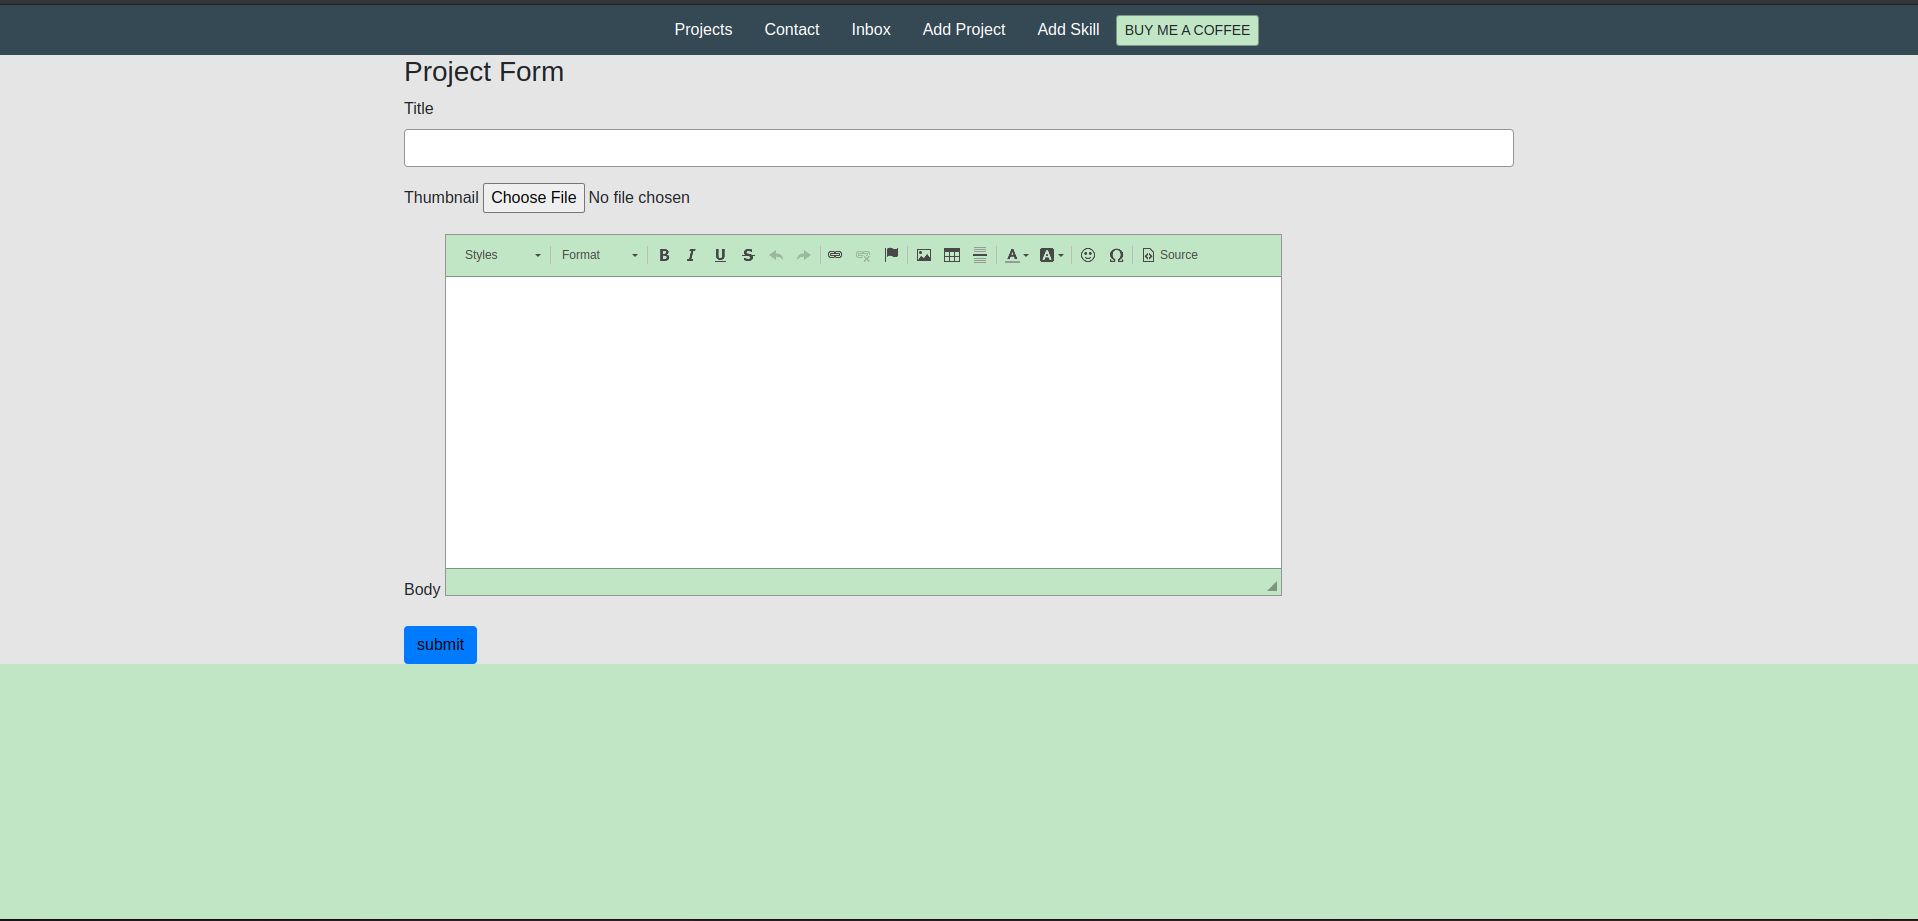 Projects Contact Inbox Add Project Add Skill BUY ME A COFFEE
Project Form
Title
Thumbnail Choose File No file chosen
Styles Format B I U S A A Ω Source
Body
submit